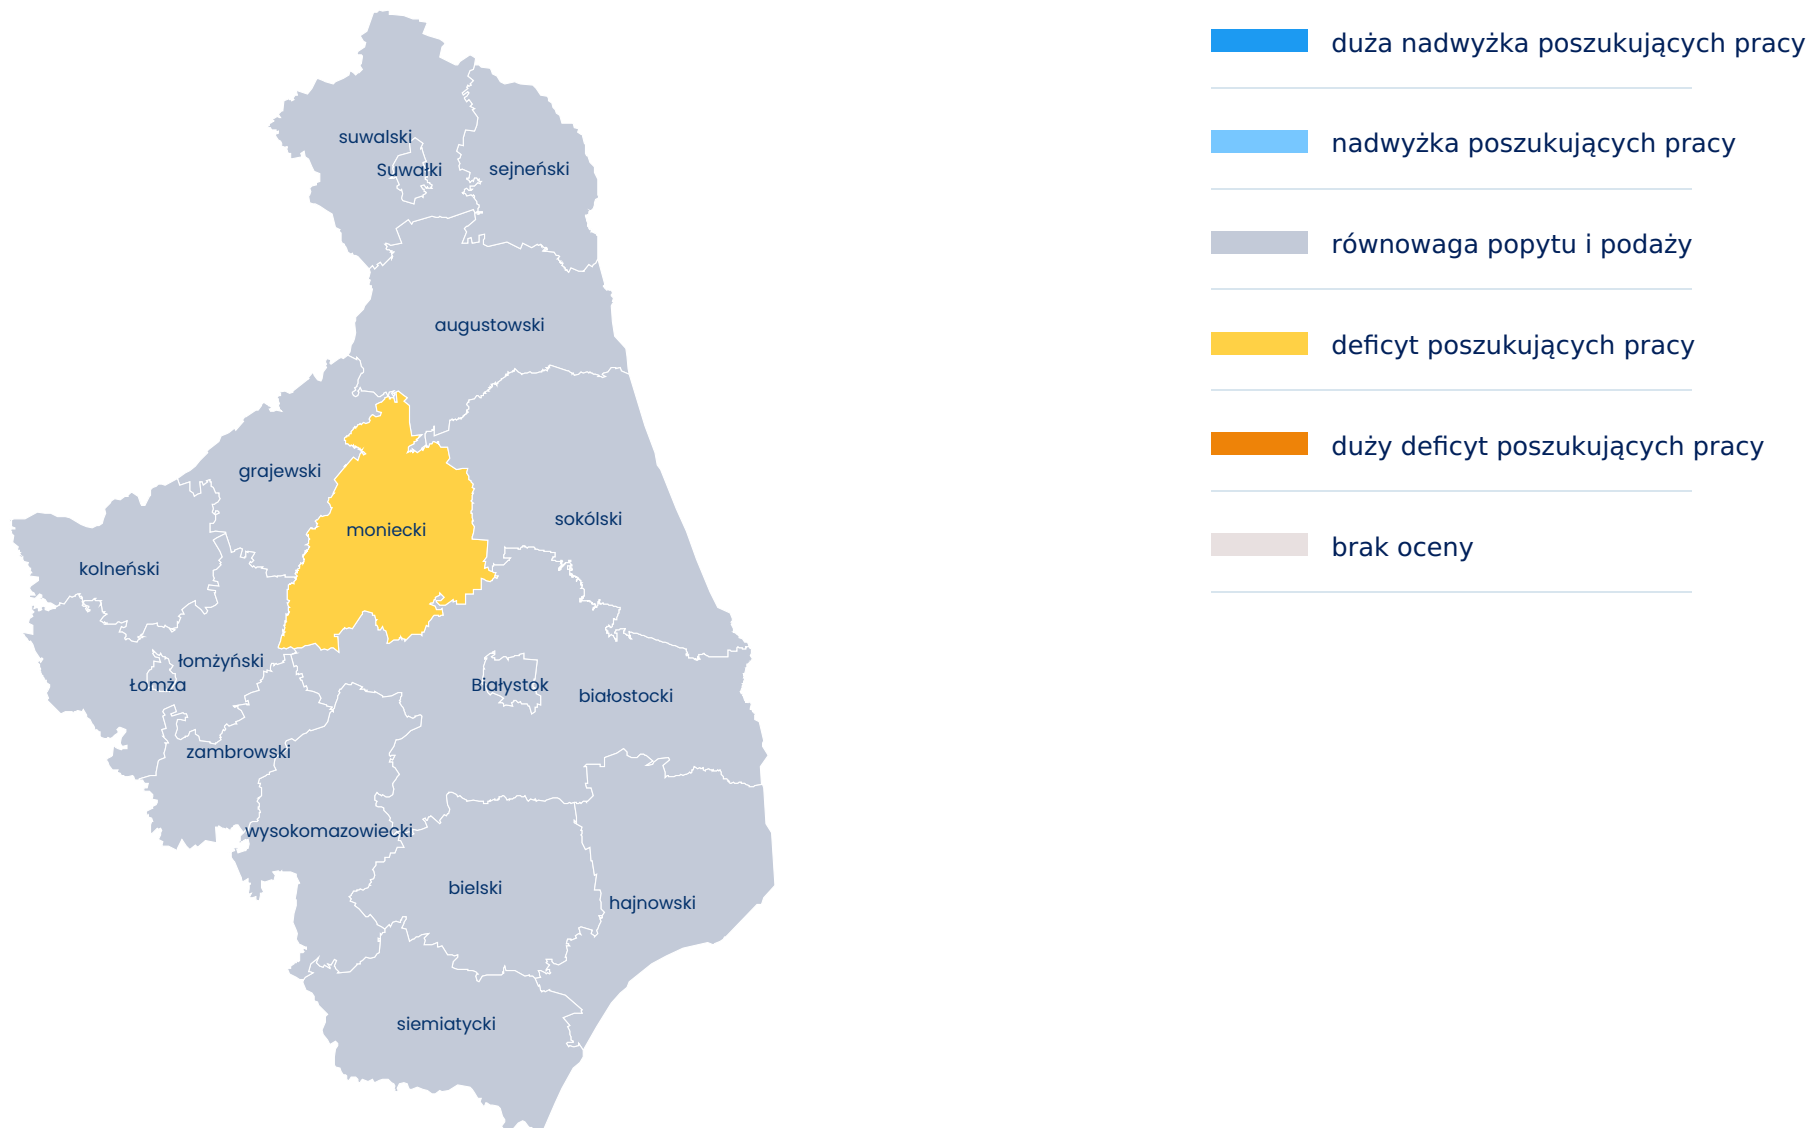 suwalski
Suwałki
sejneński
augustowski
grajewski
moniecki
sokólski
kolneński
łomżyński
Łomża
Białystok
białostocki
zambrowski
wysokomazowiecki
bielski
hajnowski
siemiatycki
duża nadwyżka poszukujących pracy
nadwyżka poszukujących pracy
równowaga popytu i podaży
deficyt poszukujących pracy
duży deficyt poszukujących pracy
brak oceny